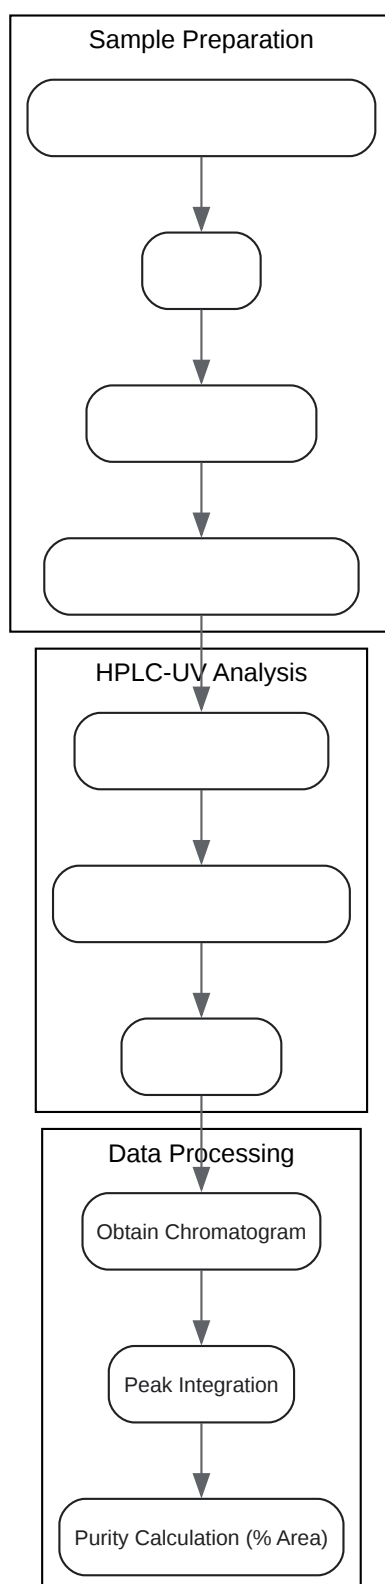 Sample Preparation
HPLC-UV Analysis
Data Processing
Obtain Chromatogram
Peak Integration
Purity Calculation (% Area)